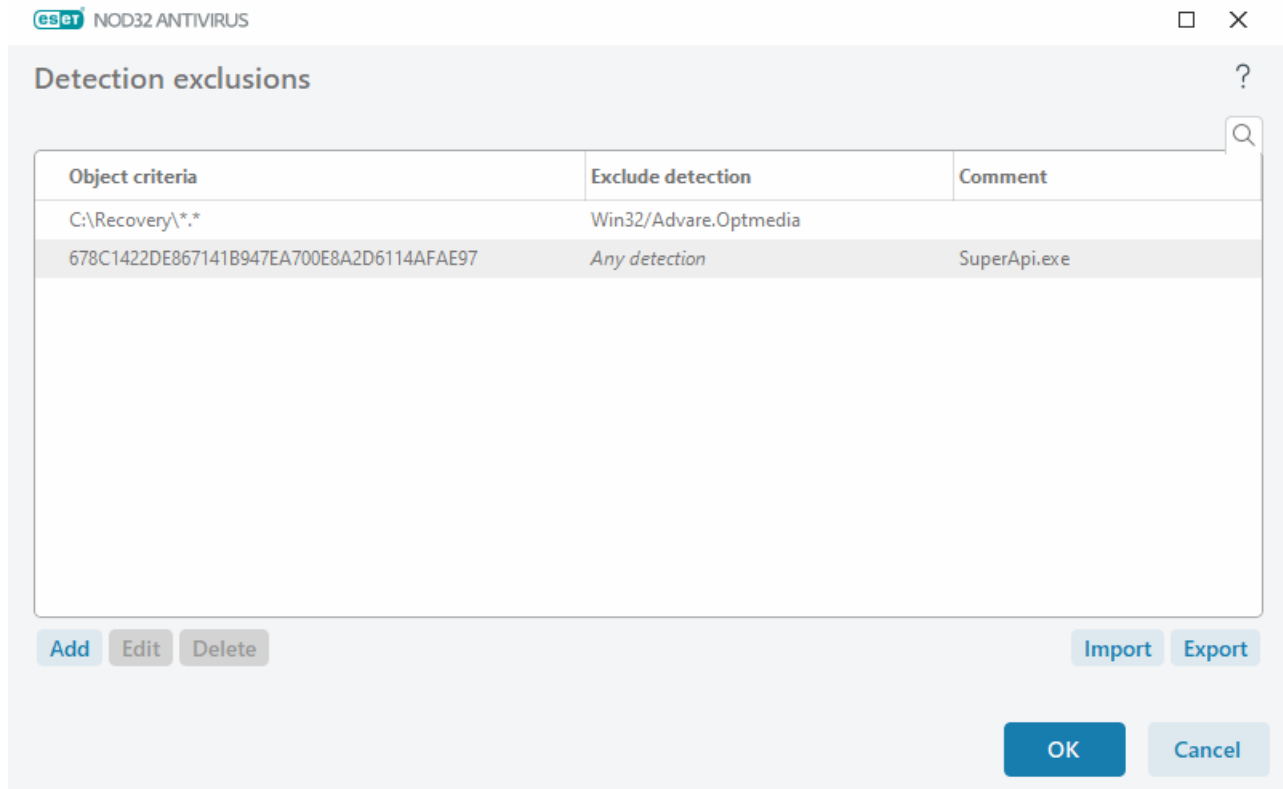 eset NOD32 ANTIVIRUS
Detection exclusions ?
Object criteria Exclude detection Comment
C:\Recovery\*.* Win32/Advare.Optmedia
678C1422DE867141B947EA700E8A2D6114AFAE97 Any detection SuperApi.exe
Add Edit Delete Import Export
OK Cancel